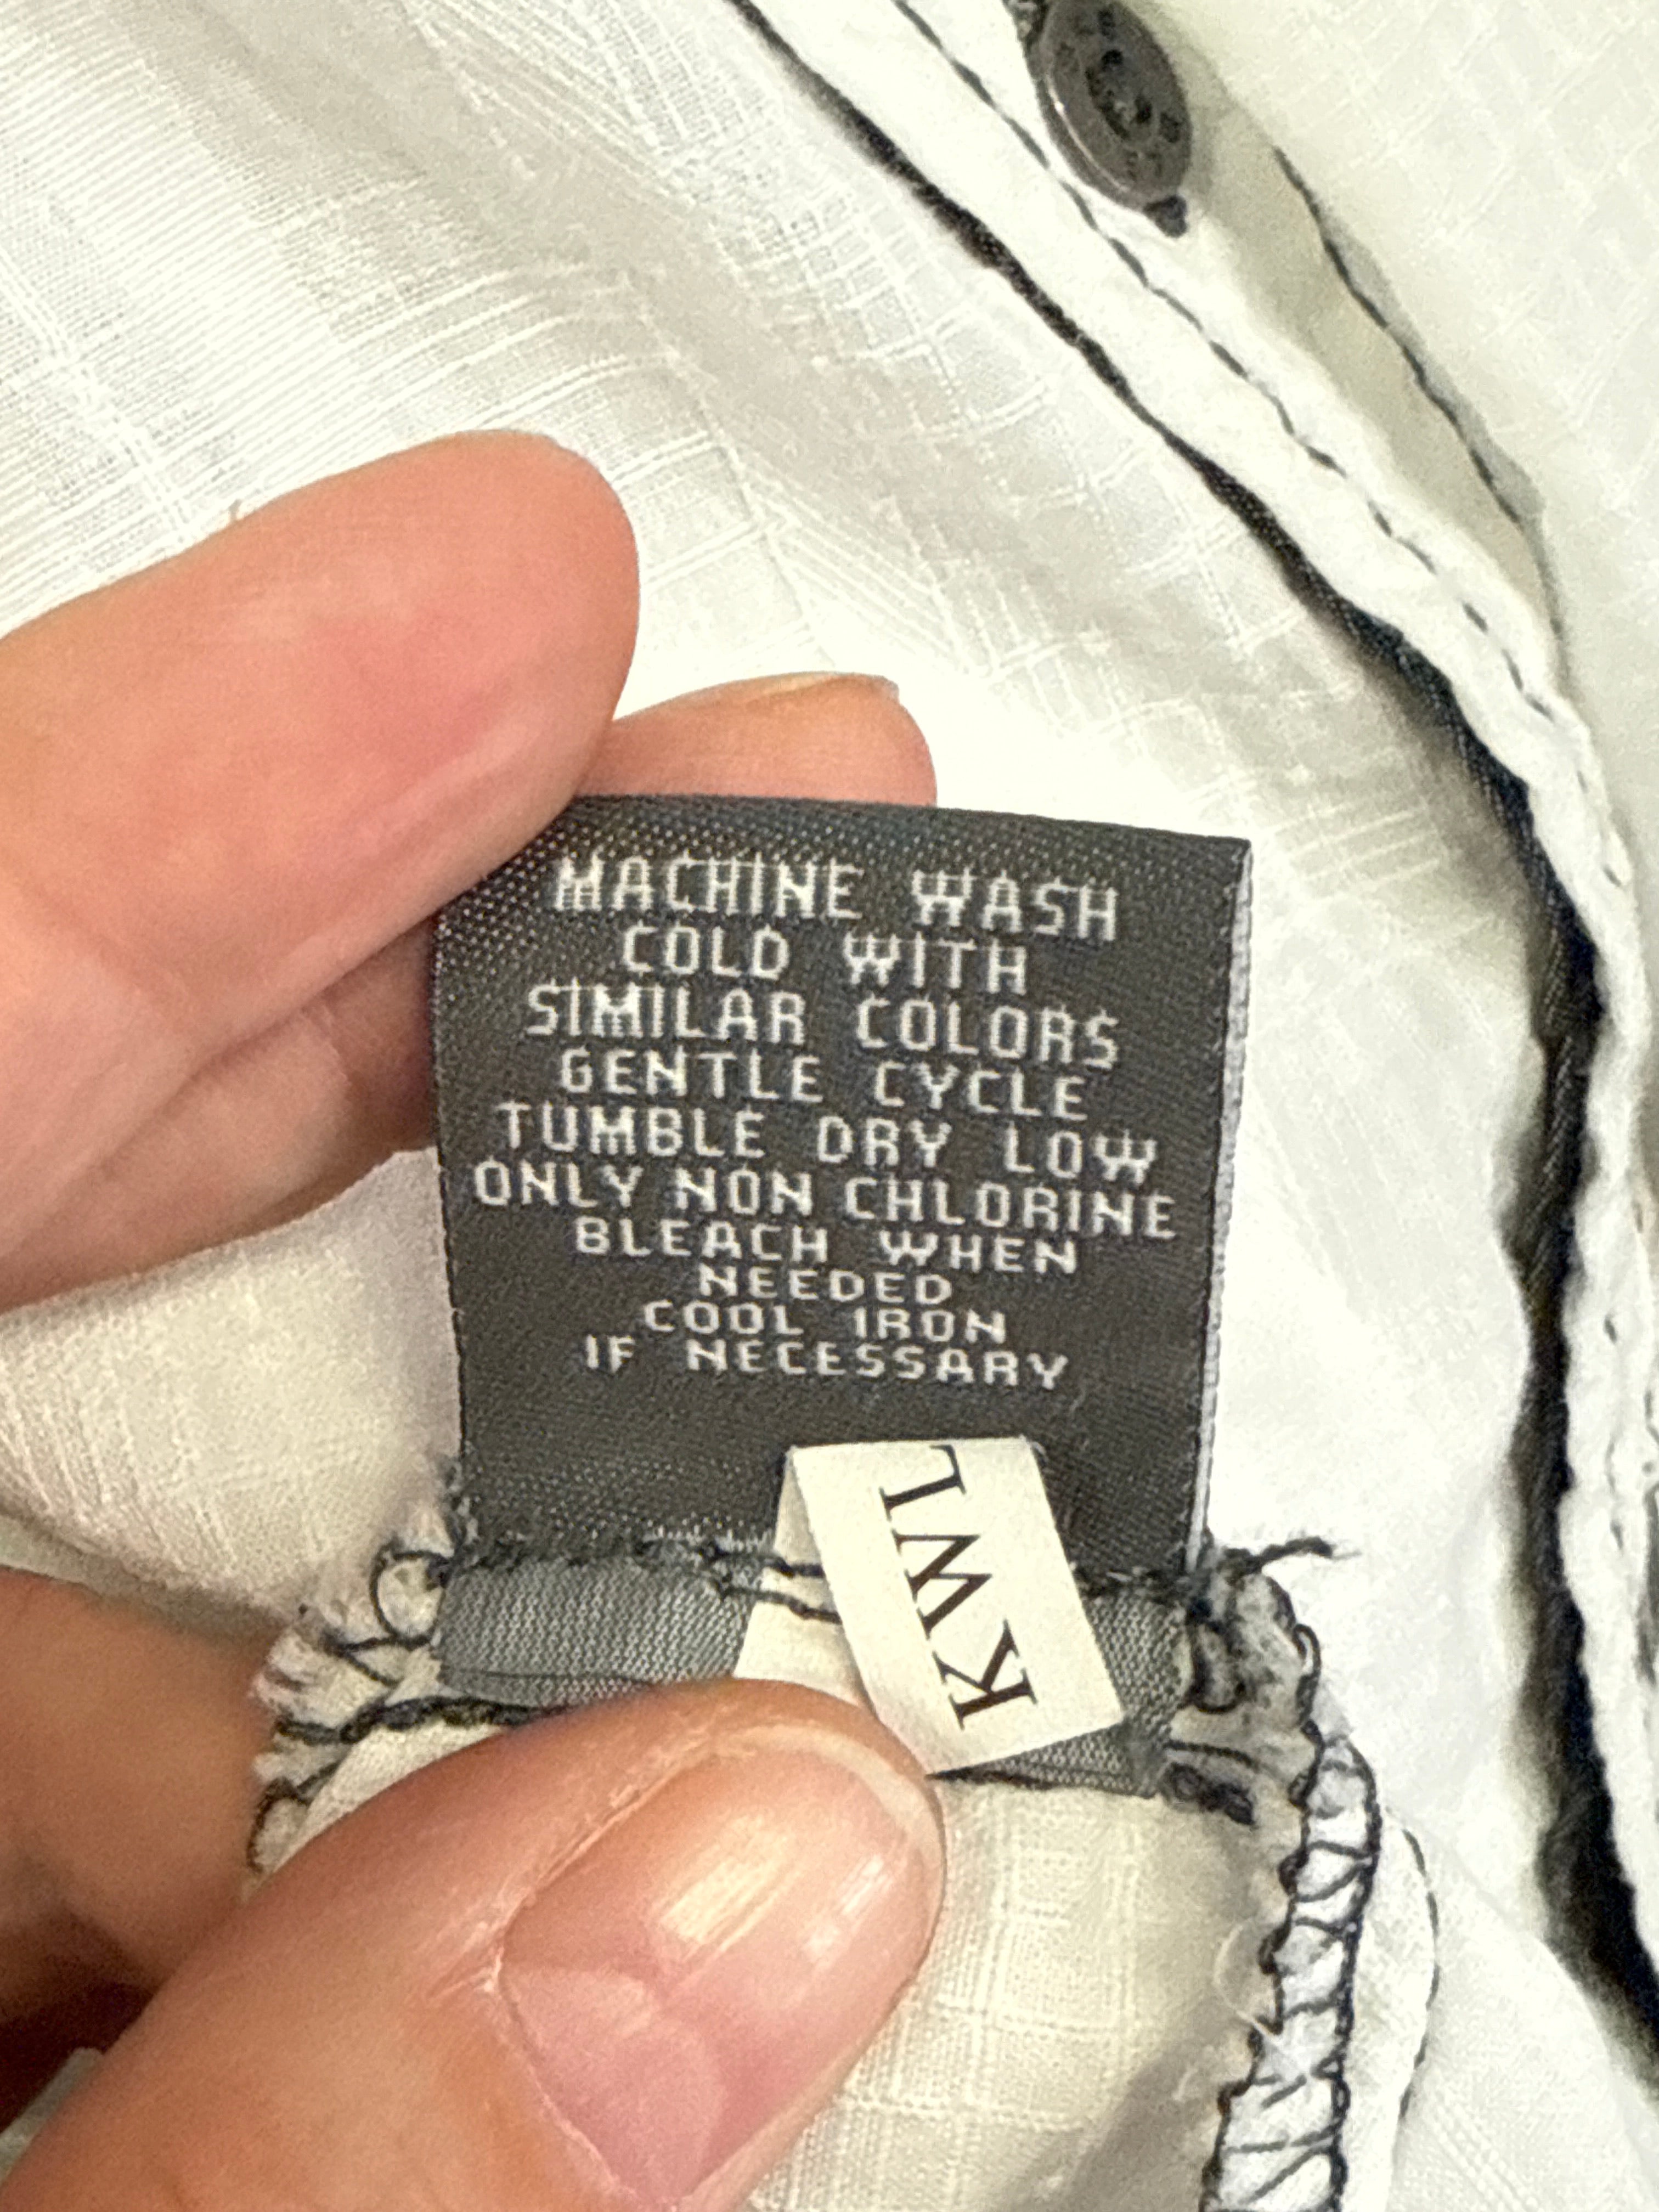 MACHINE WASH
COLD WITH
SIMILAR COLORS
GENTLE CYCLE
TUMBLE DRY LOW
ONLY NON CHLORINE
BLEACH WHEN
NEEDED
COOL IRON
IF NECESSARY
KWL